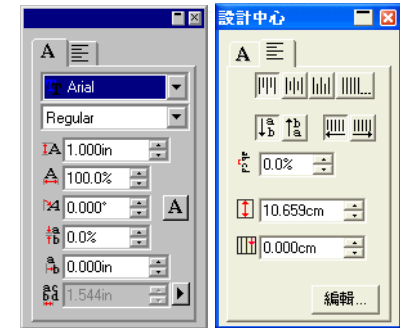 設計中心
A
A
Arial
Regular
1.000in
100.0%
0.000°
A
0.0%
0.000in
1.544in
0.0%
10.659cm
0.000cm
編輯...